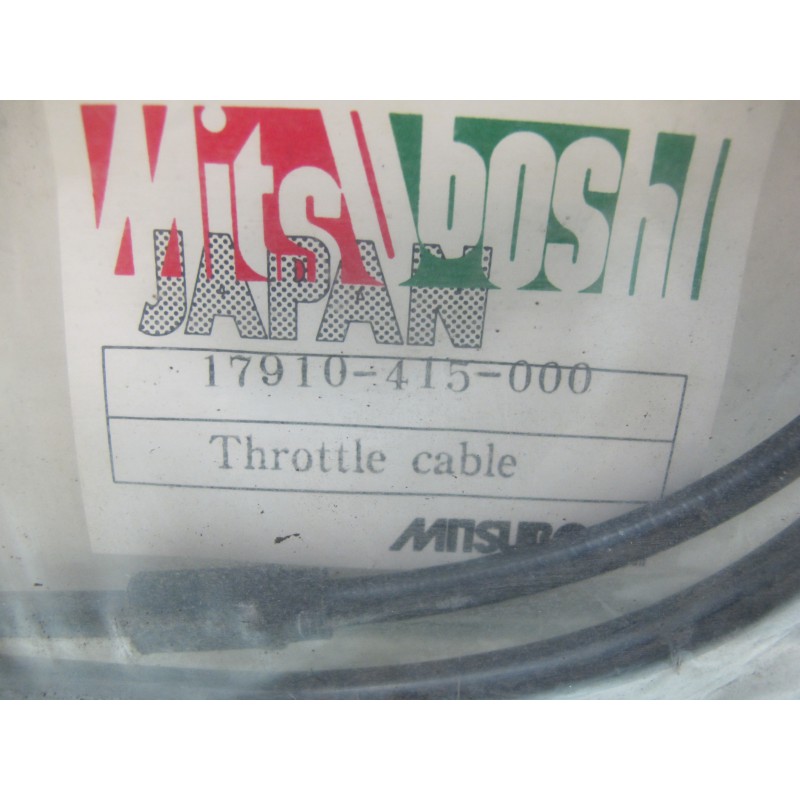 Mitsuboshi
JAPAN
17910-415-000
Throttle cable